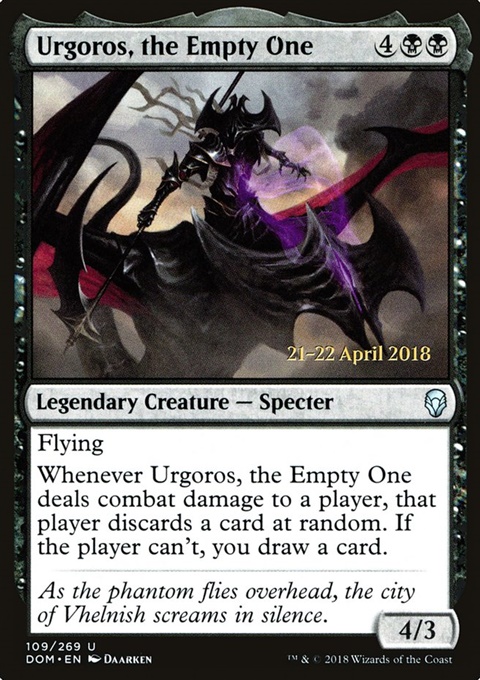 Urgoros, the Empty One 4
21–22 April 2018
Legendary Creature — Specter
Flying
Whenever Urgoros, the Empty One
deals combat damage to a player, that
player discards a card at random. If
the player can't, you draw a card.
As the phantom flies overhead, the city
of Vhelnish screams in silence.
4/3
109/269 U
DOM • EN Daarken
™ & © 2018 Wizards of the Coast